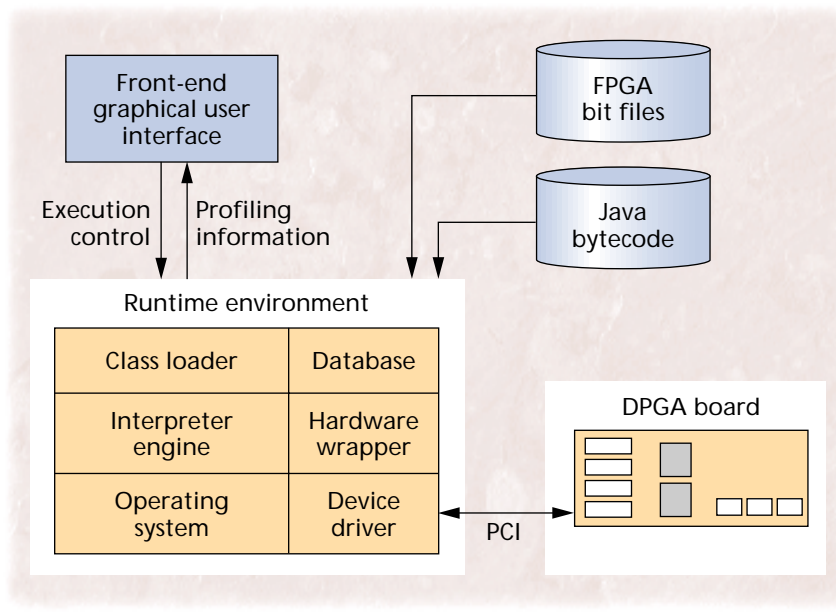 Front-end
graphical user
interface
FPGA
bit files
Java
bytecode
Execution
control
Profiling
information
Runtime environment
Class loader
Database
Interpreter
engine
Hardware
wrapper
Operating
system
Device
driver
PCI
DPGA board